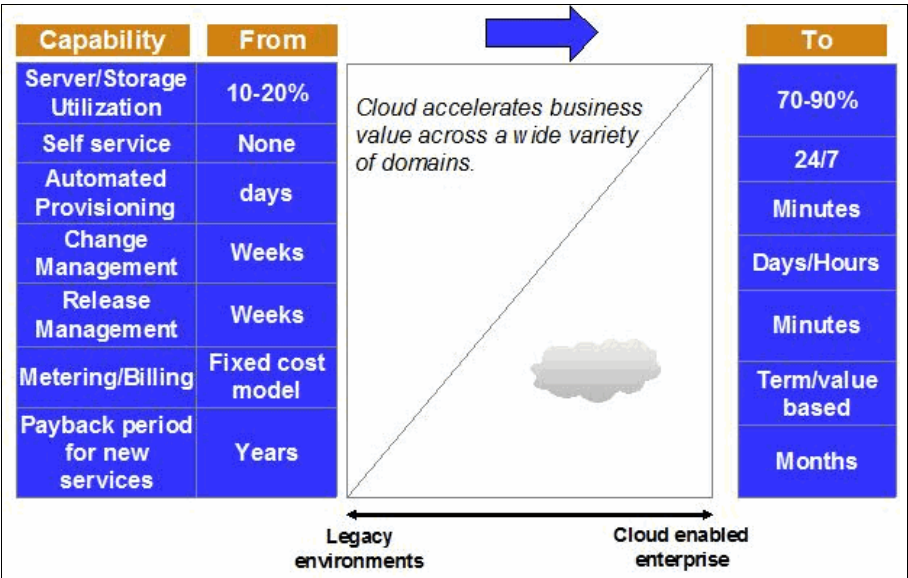 Capability
From
To
Server/Storage
Utilization
10-20%
70-90%
Self service
None
24/7
Automated
Provisioning
days
Minutes
Change
Management
Weeks
Days/Hours
Release
Management
Weeks
Minutes
Metering/Billing
Fixed cost
model
Term/value
based
Payback period
for new
services
Years
Months
Cloud accelerates business
value across a wide variety
of domains.
Legacy
environments
Cloud enabled
enterprise